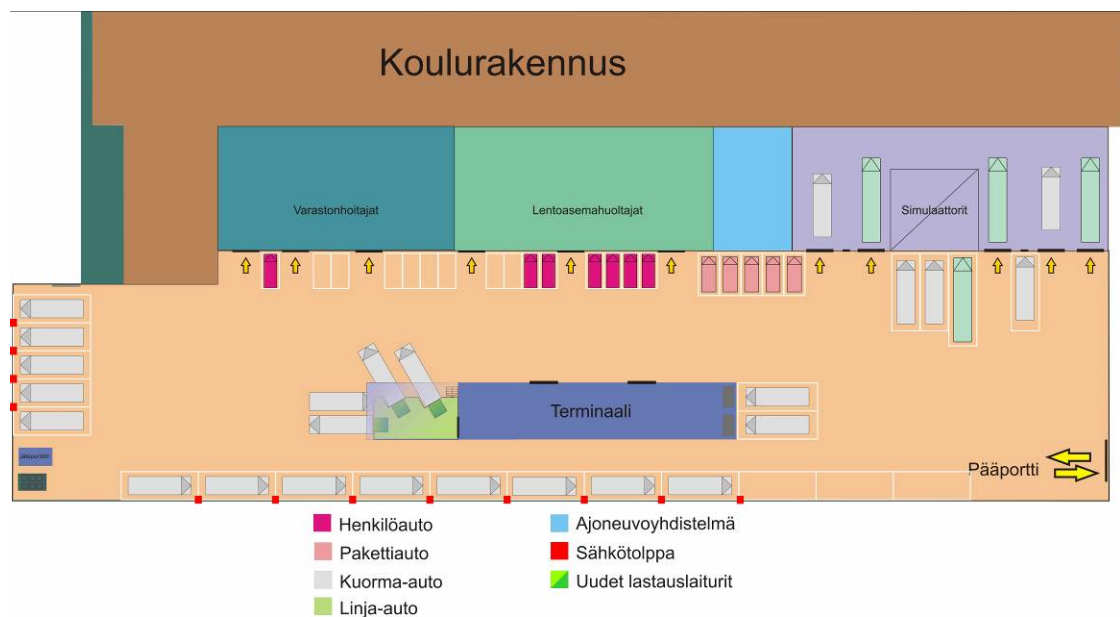 Koulurakennus
Varastonhoitajat
Lentoasemahuoltajat
Simulaattorit
Terminaali
Pääportti
Henkilöauto
Pakettiauto
Kuorma-auto
Linja-auto
Ajoneuvoyhdistelmä
Sähkötolppa
Uudet lastauslaiturit